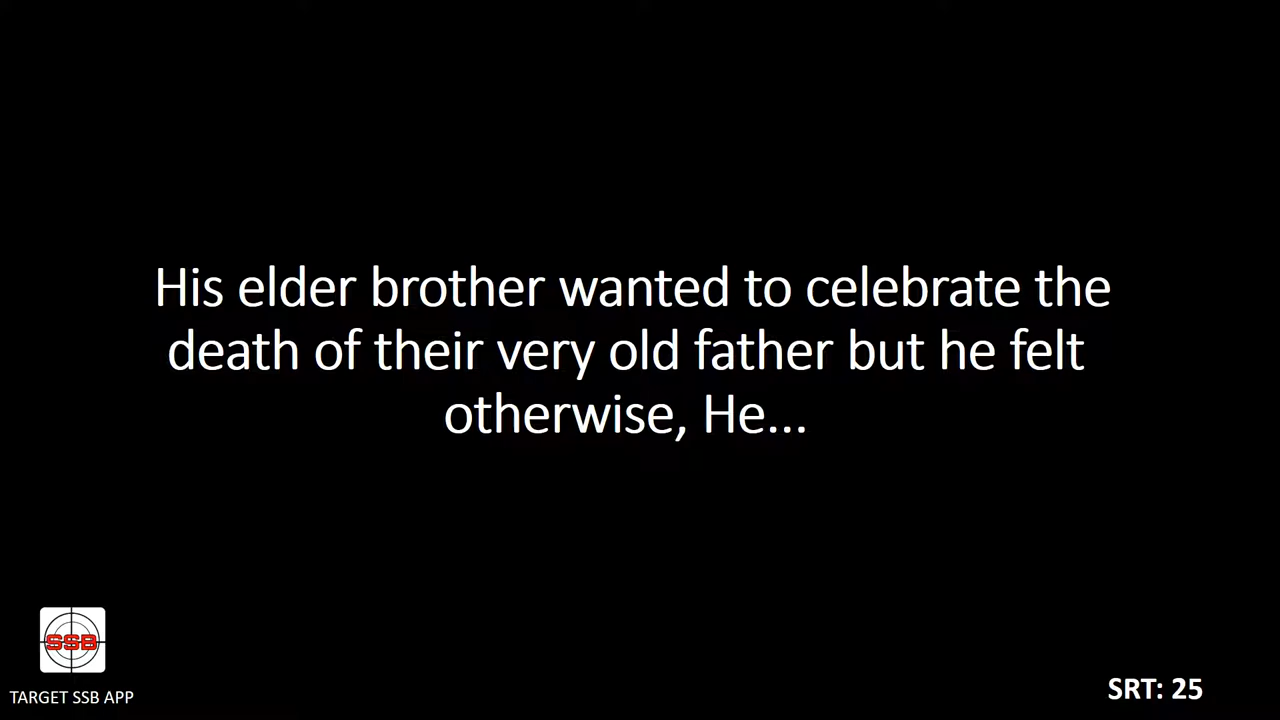 His elder brother wanted to celebrate the
death of their very old father but he felt
otherwise, He...
SSB
TARGET SSB APP
SRT: 25